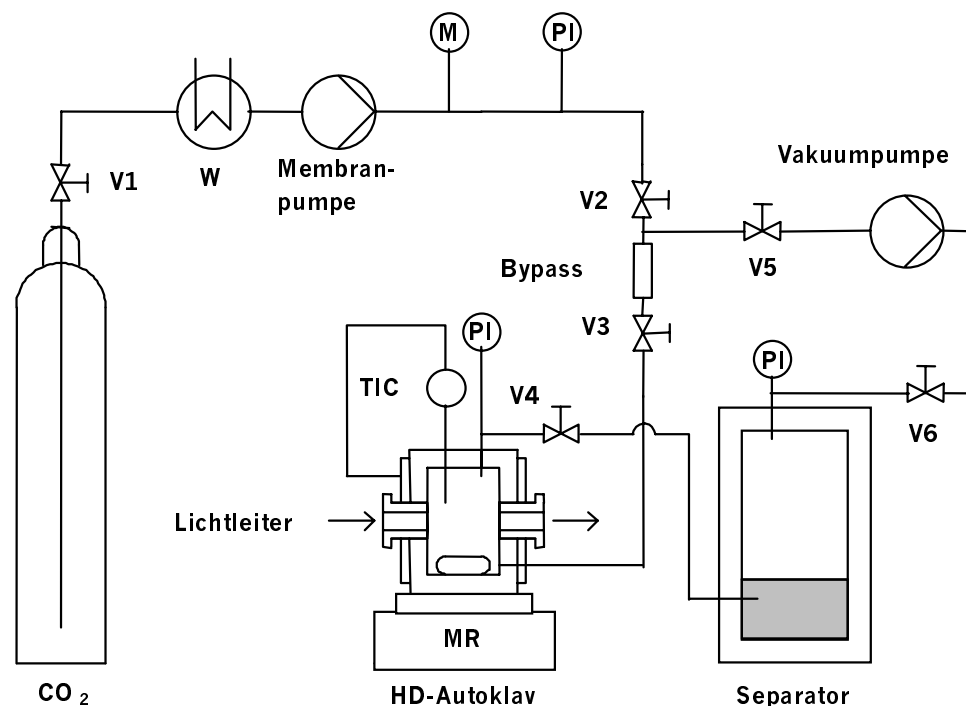 M
PI
V1
W
Membran-
pumpe
Vakuumpumpe
V2
Bypass
V5
V3
PI
TIC
V4
PI
V6
Lichtleiter
MR
CO 2
HD-Autoklav
Separator